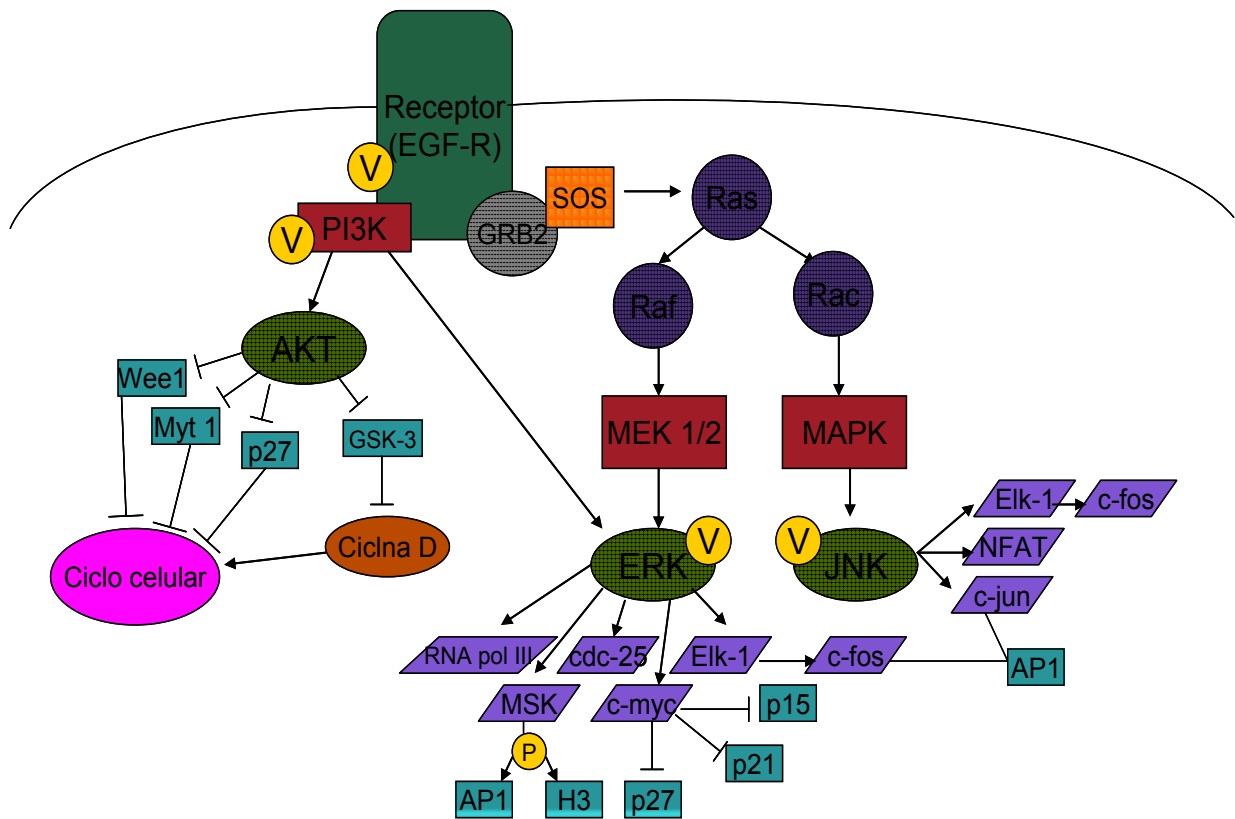 Receptor
(EGF-R)
V
SOS
Ras
PI3K
V
GRB2
Raf
Rac
AKT
Wee1
Myt 1
p27
GSK-3
MEK 1/2
MAPK
Elk-1
c-fos
V
V
Ciclna D
NFAT
Ciclo celular
ERK
JNK
c-jun
RNA pol III
cdc-25
Elk-1
c-fos
AP1
MSK
c-myc
p15
P
p21
AP1
H3
p27